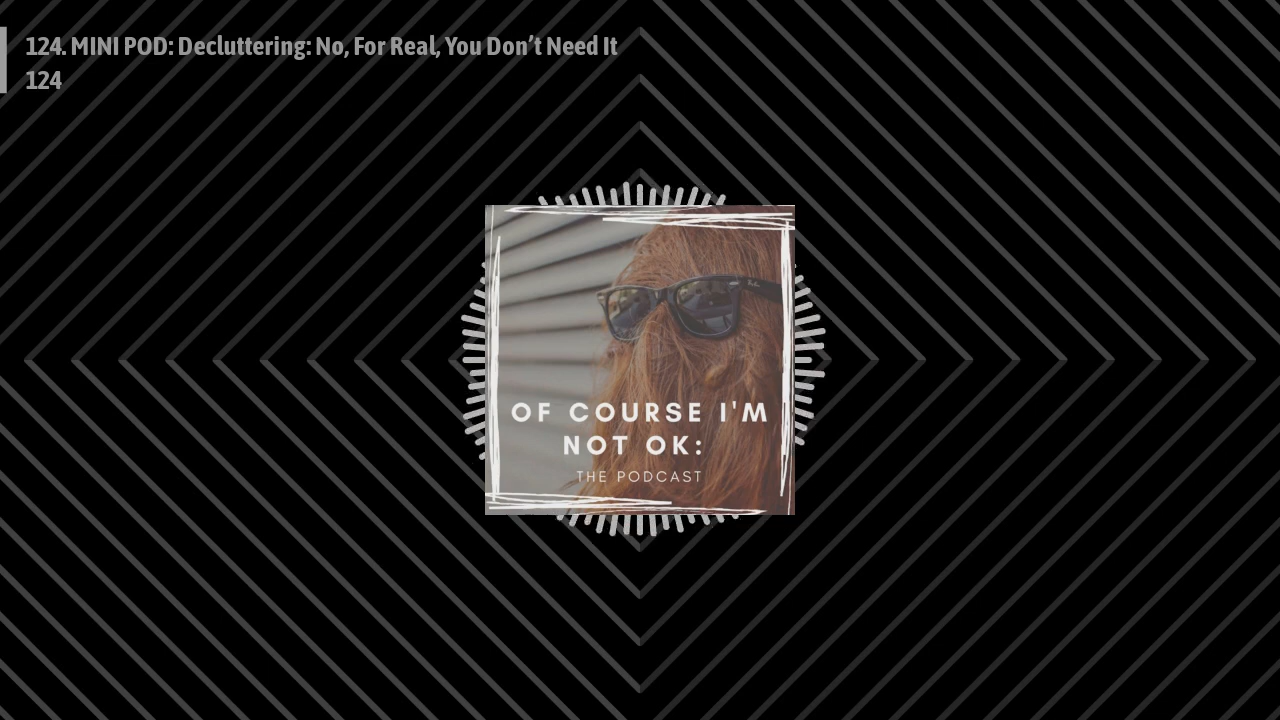 124. MINI POD: Decluttering: No, For Real, You Don’t Need It
124
OF COURSE I'M
NOT OK:
THE PODCAST